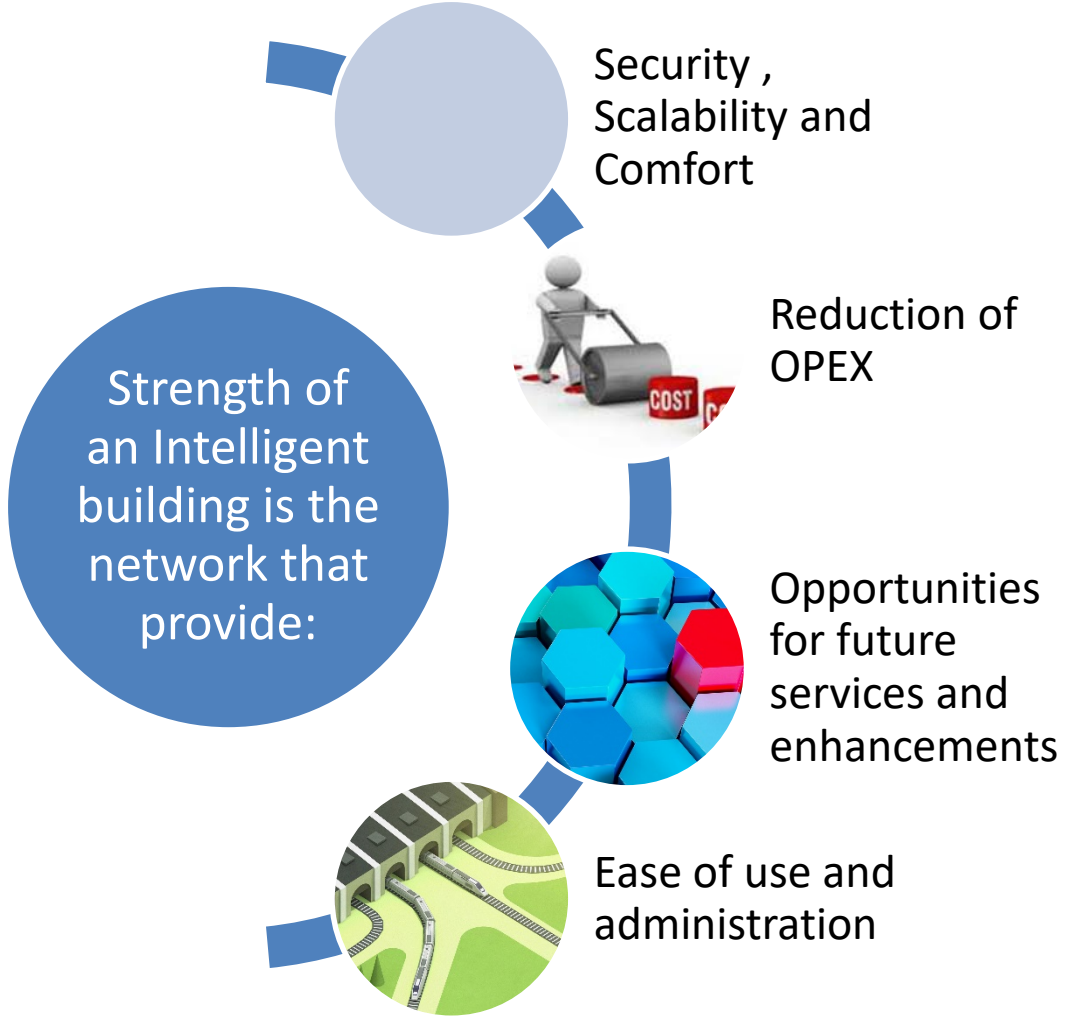 Strength of
an Intelligent
building is the
network that
provide:
Security ,
Scalability and
Comfort
Reduction of
OPEX
COST
Opportunities
for future
services and
enhancements
Ease of use and
administration